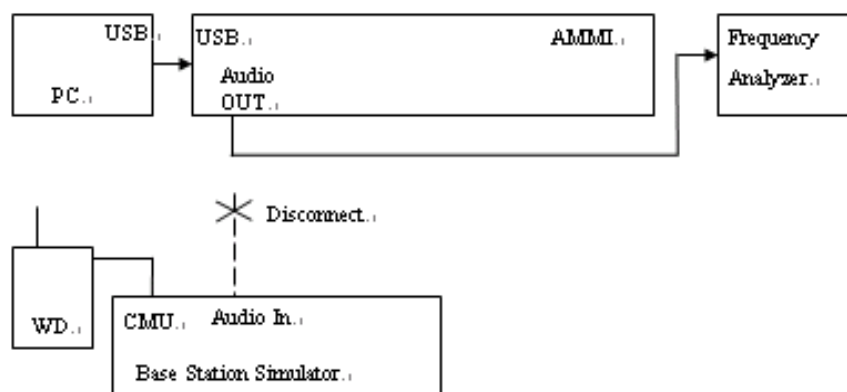 USB
PC
USB
AMMI
Audio
OUT
Frequency
Analyzer
Disconnect
WD
CMU
Audio In
Base Station Simulator